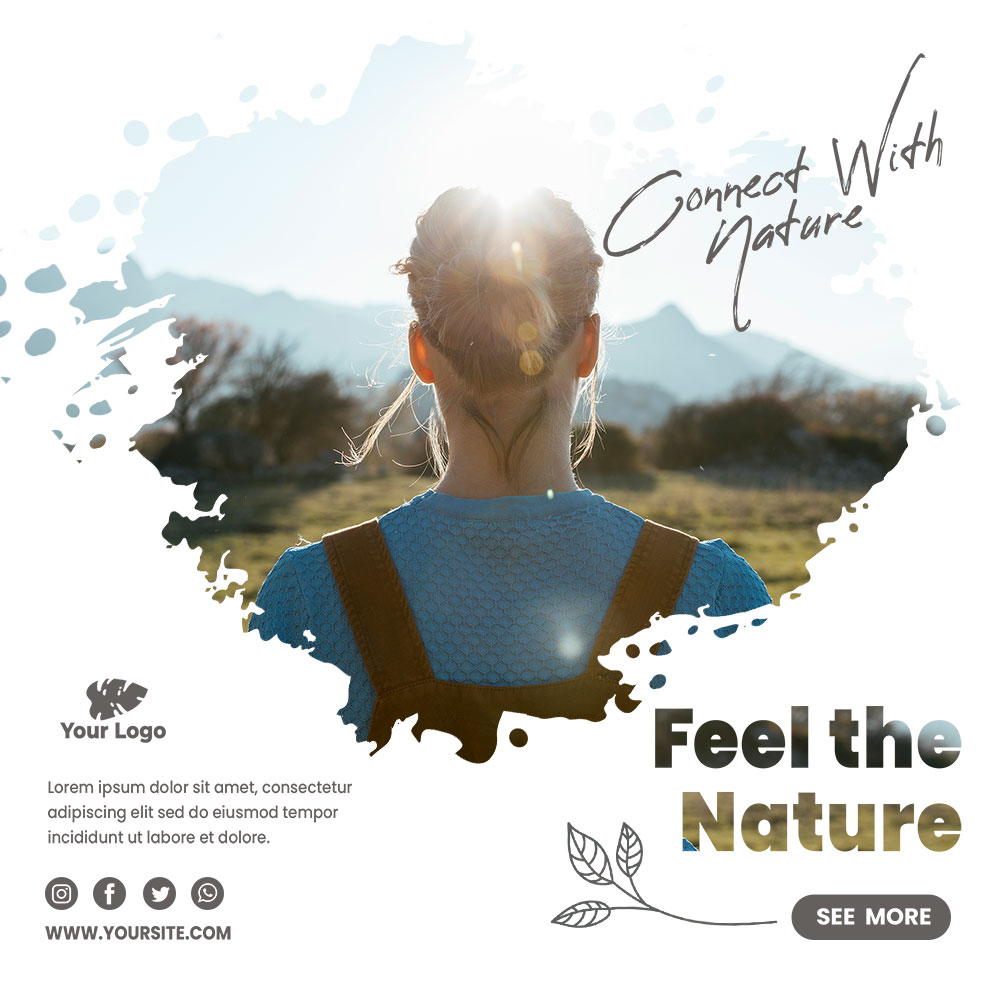 Connect With
Nature
Feel the
Nature
Your Logo
Lorem ipsum dolor sit amet, consectetur
adipiscing elit sed do eiusmod tempor
incididunt ut labore et dolore.
WWW.YOURSITE.COM
SEE MORE